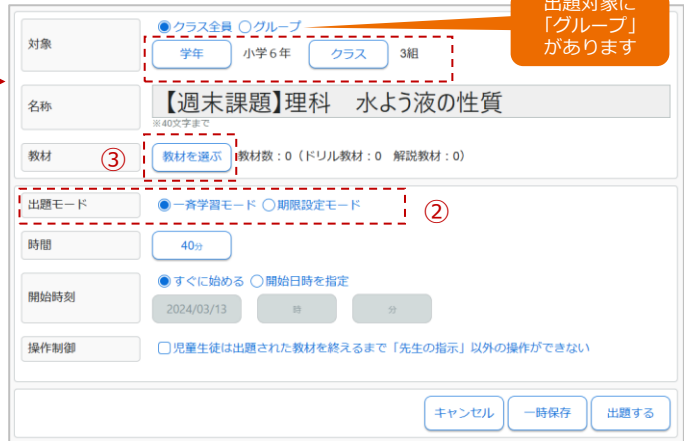 出題対象に
「グループ」
があります
対象
クラス全員 グループ
学年 小学6年 クラス 3組
名称
【週末課題】理科 水よう液の性質
※40文字まで
教材
③
教材を選ぶ 教材数:0(ドリル教材:0 解説教材:0)
出題モード
一斉学習モード 期限設定モード
②
時間
40分
開始時刻
すぐに始める 開始日時を指定
2024/03/13 時 分
操作制御
児童生徒は出題された教材を終えるまで「先生の指示」以外の操作ができない
キャンセル 一時保存 出題する